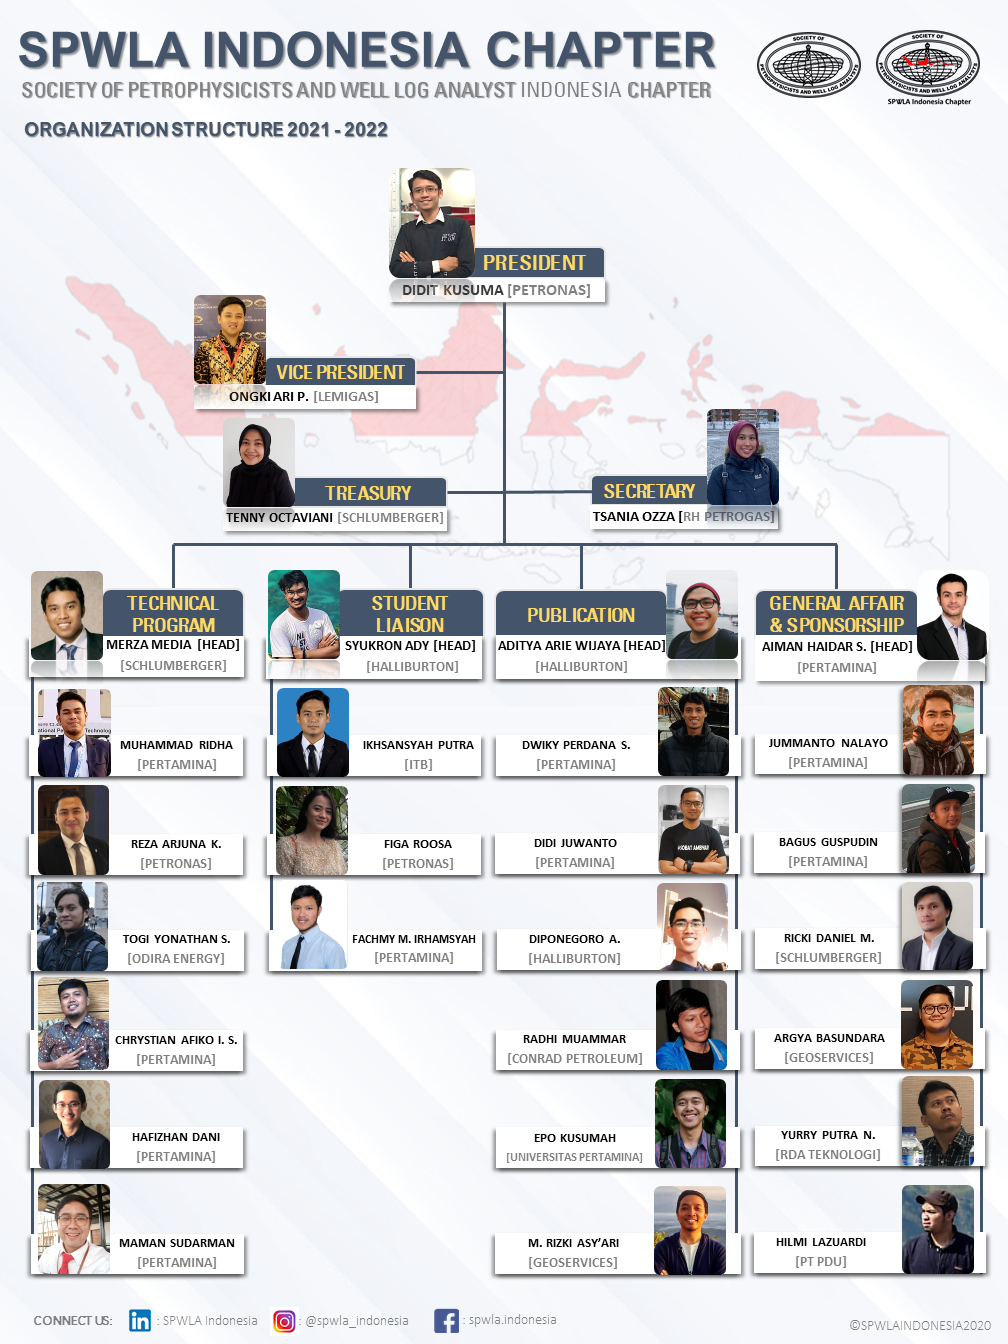 SPWLA INDONESIA CHAPTER
SOCIETY OF PETROPHYSICISTS AND WELL LOG ANALYST INDONESIA CHAPTER
ORGANIZATION STRUCTURE 2021 - 2022
SOCIETY OF
PETROPHYSICISTS AND WELL LOG ANALYSTS
SOCIETY OF
PETROPHYSICISTS AND WELL LOG ANALYSTS
SPWLA Indonesia Chapter
PRESIDENT
DIDIT KUSUMA [PETRONAS]
VICE PRESIDENT
ONGKI ARI P. [LEMIGAS]
TREASURY
TENNY OCTAVIANI [SCHLUMBERGER]
SECRETARY
TSANIA OZZA [RH PETROGAS]
TECHNICAL
PROGRAM
MERZA MEDIA [HEAD]
[SCHLUMBERGER]
MUHAMMAD RIDHA
[PERTAMINA]
REZA ARJUNA K.
[PETRONAS]
TOGI YONATHAN S.
[ODIRA ENERGY]
CHRYSTIAN AFIKO I. S.
[PERTAMINA]
HAFIZHAN DANI
[PERTAMINA]
MAMAN SUDARMAN
[PERTAMINA]
STUDENT
LIAISON
SYUKRON ADY [HEAD]
[HALLIBURTON]
IKHSANSYAH PUTRA
[ITB]
FIGA ROOSA
[PETRONAS]
FACHMY M. IRHAMSYAH
[PERTAMINA]
PUBLICATION
ADITYA ARIE WIJAYA [HEAD]
[HALLIBURTON]
DWIKY PERDANA S.
[PERTAMINA]
DIDI JUWANTO
[PERTAMINA]
#SOBAT AMBYAR
DIPONEGORO A.
[HALLIBURTON]
RADHI MUAMMAR
[CONRAD PETROLEUM]
EPO KUSUMAH
[UNIVERSITAS PERTAMINA]
M. RIZKI ASY'ARI
[GEOSERVICES]
GENERAL AFFAIR
& SPONSORSHIP
AIMAN HAIDAR S. [HEAD]
[PERTAMINA]
JUMMANTO NALAYO
[PERTAMINA]
BAGUS GUSPUDIN
[PERTAMINA]
RICKI DANIEL M.
[SCHLUMBERGER]
ARGYA BASUNDARA
[GEOSERVICES]
YURRY PUTRA N.
[RDA TEKNOLOGI]
HILMI LAZUARDI
[PT PDU]
CONNECT US:
: SPWLA Indonesia
: @spwla_indonesia
: spwla.indonesia
©SPWLAINDONESIA2020